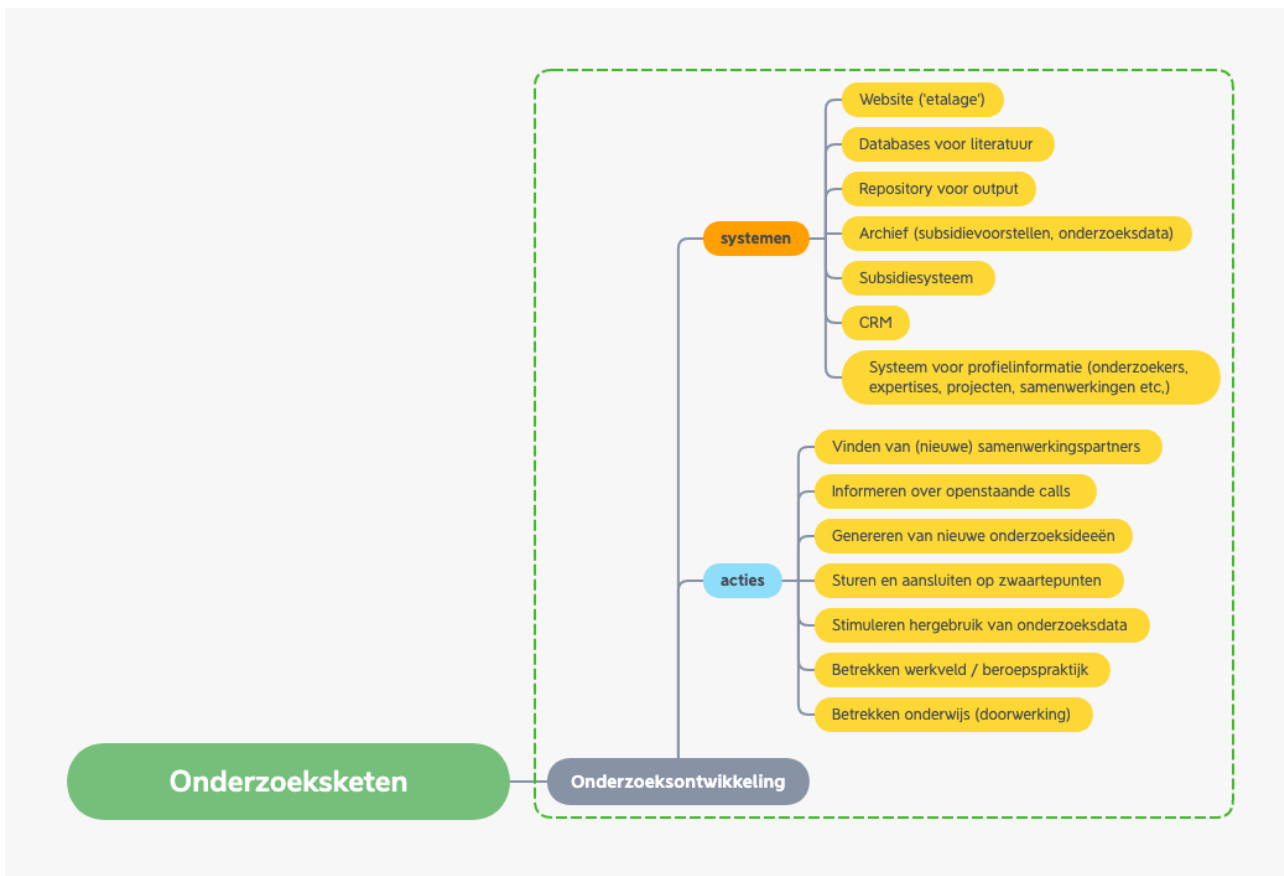 Website ('etalage')
Databases voor literatuur
Repository voor output
systemen
Archief (subsidievoorstellen, onderzoeksdata)
Subsidiesysteem
CRM
Systeem voor profielinformatie (onderzoekers,
expertises, projecten, samenwerkingen etc,)
Vinden van (nieuwe) samenwerkingspartners
Informeren over openstaande calls
Genereren van nieuwe onderzoeksideeën
acties
Sturen en aansluiten op zwaartepunten
Stimuleren hergebruik van onderzoeksdata
Betrekken werkveld / beroepspraktijk
Betrekken onderwijs (doorwerking)
Onderzoeksketen
Onderzoeksontwikkeling